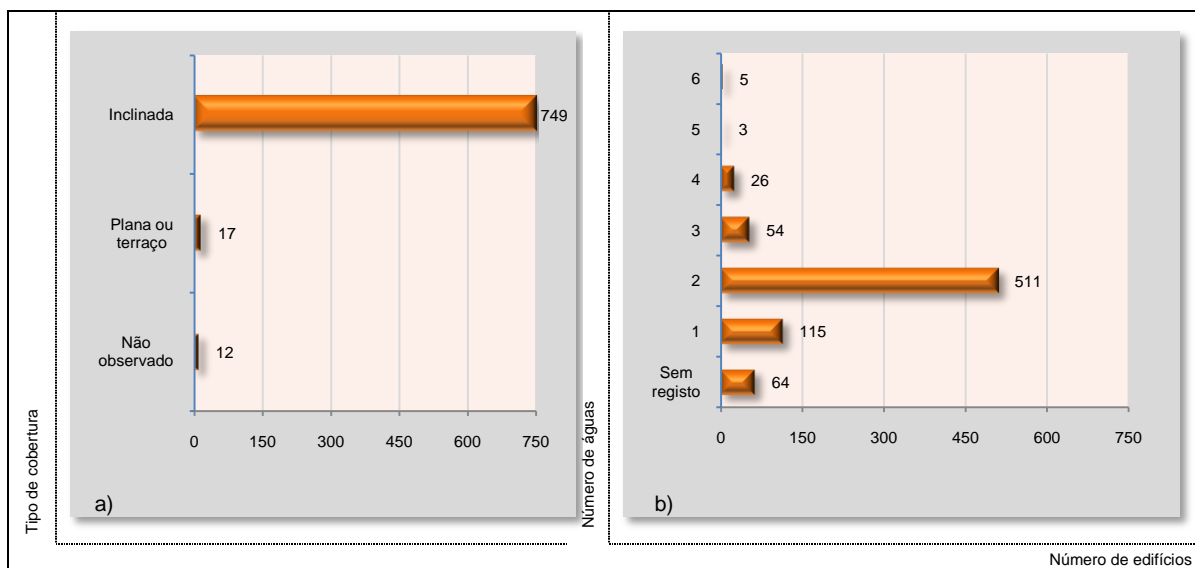 Tipo de cobertura
Inclinada
749
Plana ou
terraço
17
Não
observado
12
0 150 300 450 600 750
a)
Número de águas
6
5
5
3
4
26
3
54
2
511
1
115
Sem
registo
64
0 150 300 450 600 750
b)
Número de edifícios